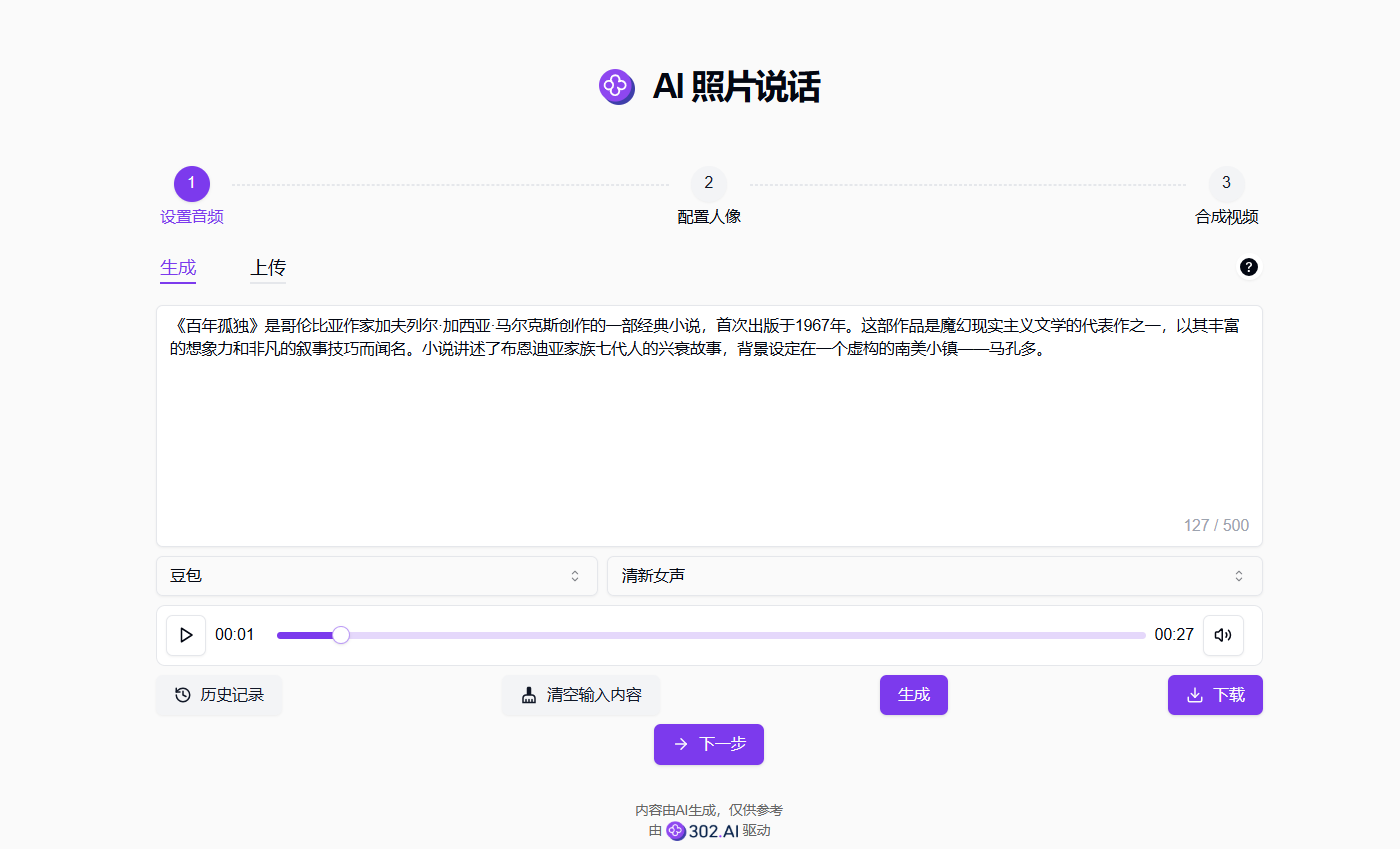 AI 照片说话
1
2
3
设置音频
配置人像
合成视频
生成
上传
?
《百年孤独》是哥伦比亚作家加夫列尔·加西亚·马尔克斯创作的一部经典小说，首次出版于1967年。这部作品是魔幻现实主义文学的代表作之一，以其丰富
的想象力和非凡的叙事技巧而闻名。小说讲述了布恩迪亚家族七代人的兴衰故事，背景设定在一个虚构的南美小镇——马孔多。
127 / 500
豆包
清新女声
00:01
00:27
历史记录
清空输入内容
生成
下载
下一步
内容由AI生成，仅供参考
由 302.AI 驱动